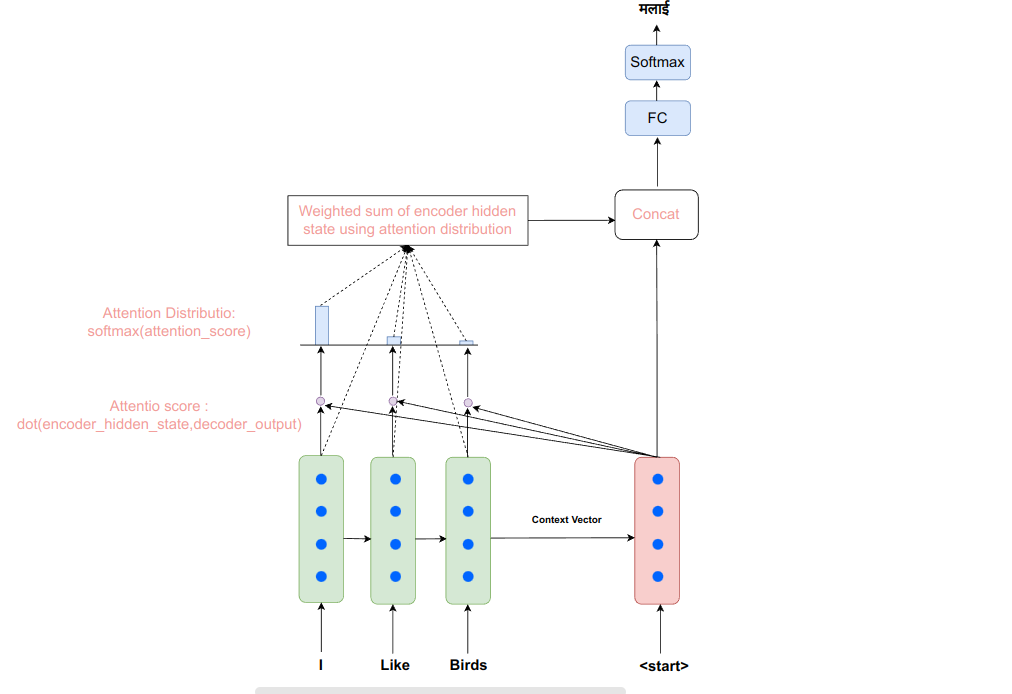 मलाई
Softmax
FC
Weighted sum of encoder hidden
state using attention distribution
Concat
Attention Distributio:
softmax(attention_score)
Attentio score :
dot(encoder_hidden_state,decoder_output)
Context Vector
I
Like
Birds
<start>